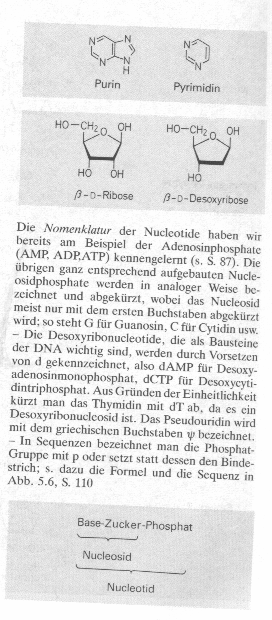 N
N
N
N
H
N
N
Purin
Pyrimidin
HO–CH₂ O OH
HO OH
HO–CH₂ O OH
HO
β-D-Ribose
β-D-Desoxyribose
Die Nomenklatur der Nucleotide haben wir
bereits am Beispiel der Adenosinphosphate
(AMP, ADP,ATP) kennengelernt (s. S. 87). Die
übrigen ganz entsprechend aufgebauten Nucle-
osidphosphate werden in analoger Weise be-
zeichnet und abgekürzt, wobei das Nucleosid
meist nur mit dem ersten Buchstaben abgekürzt
wird; so steht G für Guanosin, C für Cytidin usw.
– Die Desoxyribonucleotide, die als Bausteine
der DNA wichtig sind, werden durch Vorsetzen
von d gekennzeichnet, also dAMP für Desoxy-
adenosinmonophosphat, dCTP für Desoxycyti-
dintriphosphat. Aus Gründen der Einheitlichkeit
kürzt man das Thymidin mit dT ab, da es ein
Desoxyribonucleosid ist. Das Pseudouridin wird
mit dem griechischen Buchstaben ψ bezeichnet.
– In Sequenzen bezeichnet man die Phosphat-
Gruppe mit p oder setzt statt dessen den Binde-
strich; s. dazu die Formel und die Sequenz in
Abb. 5.6, S. 110
Base-Zucker-Phosphat
Nucleosid
Nucleotid